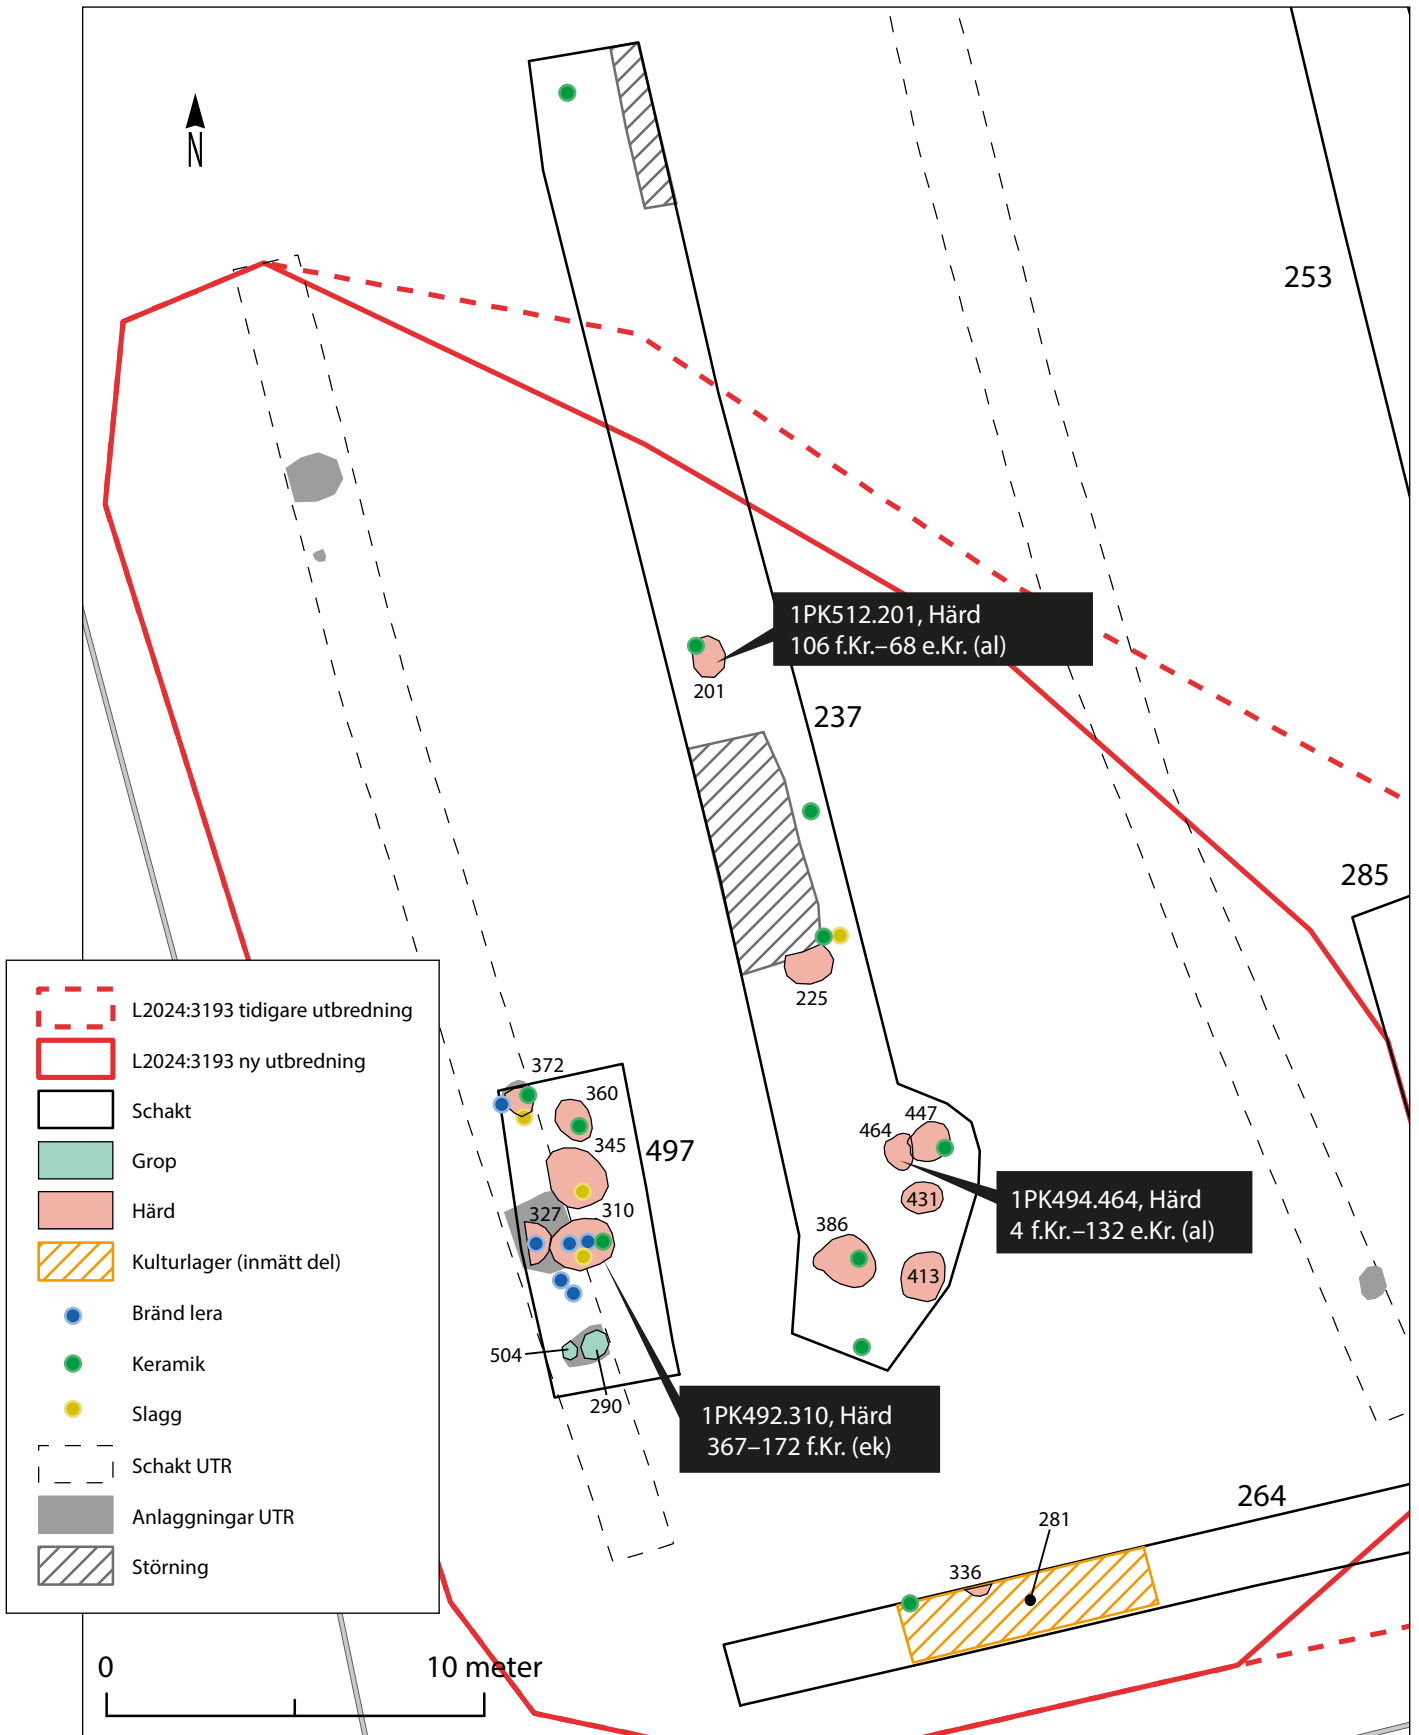 N
253
1PK512.201, Härd
106 f.Kr.–68 e.Kr. (al)
201
237
285
225
L2024:3193 tidigare utbredning
L2024:3193 ny utbredning
Schakt
Grop
Härd
Kulturlager (inmätt del)
Bränd lera
Keramik
Slagg
Schakt UTR
Anlaggningar UTR
Störning
372
360
345
497
327
310
504
290
447
464
431
386
413
1PK494.464, Härd
4 f.Kr.–132 e.Kr. (al)
1PK492.310, Härd
367–172 f.Kr. (ek)
264
281
336
0 10 meter